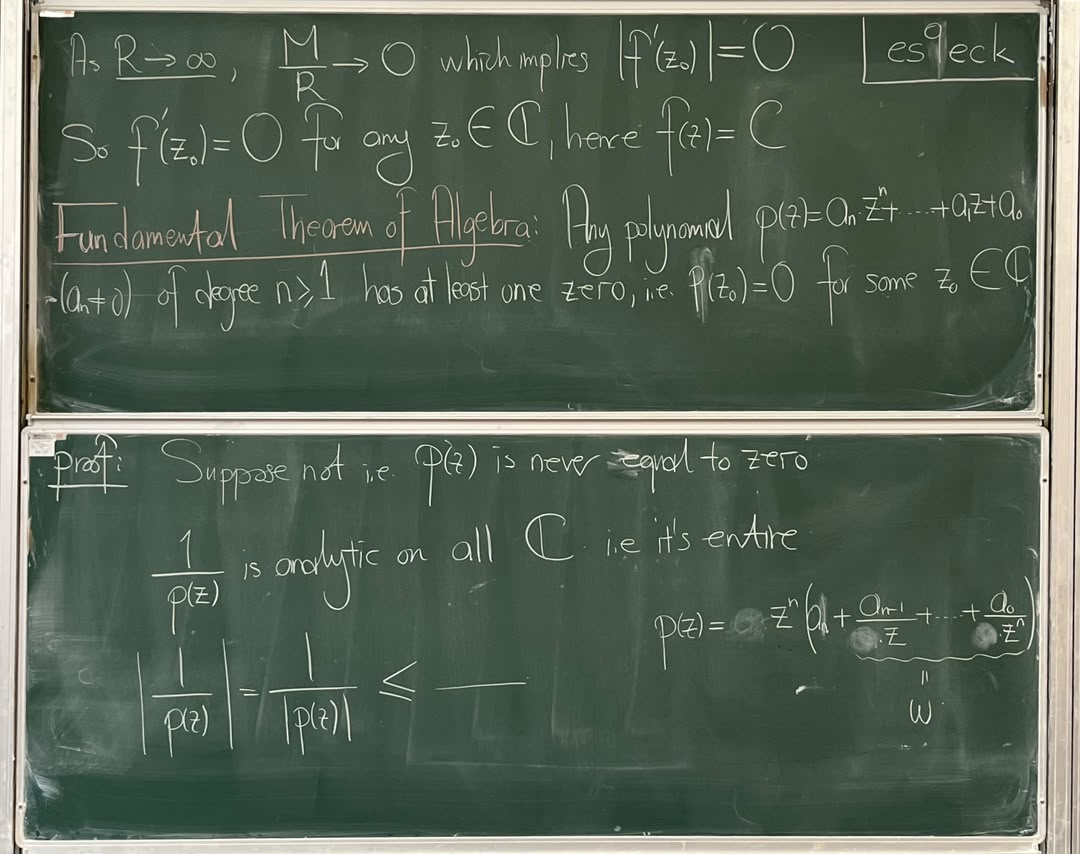 As R→∞, M/R → 0 which implies |f'(z₀)|=0
es9eck
So f'(z₀)=0 for any z₀∈ℂ, hence f(z)=C
Fundamental Theorem of Algebra: Any polynomial p(z)=aₙ·zⁿ+....+a₁z+a₀
(aₙ≠0) of degree n≥1 has at least one zero, i.e. p(z₀)=0 for some z₀∈ℂ
proof: Suppose not i.e. p(z) is never equal to zero
1/p(z) is analytic on all ℂ i.e it's entire
p(z)= zⁿ(aₙ+aₙ₋₁/z+....+a₀/zⁿ)
|1/p(z)|=1/|p(z)| ≤ —
=
w